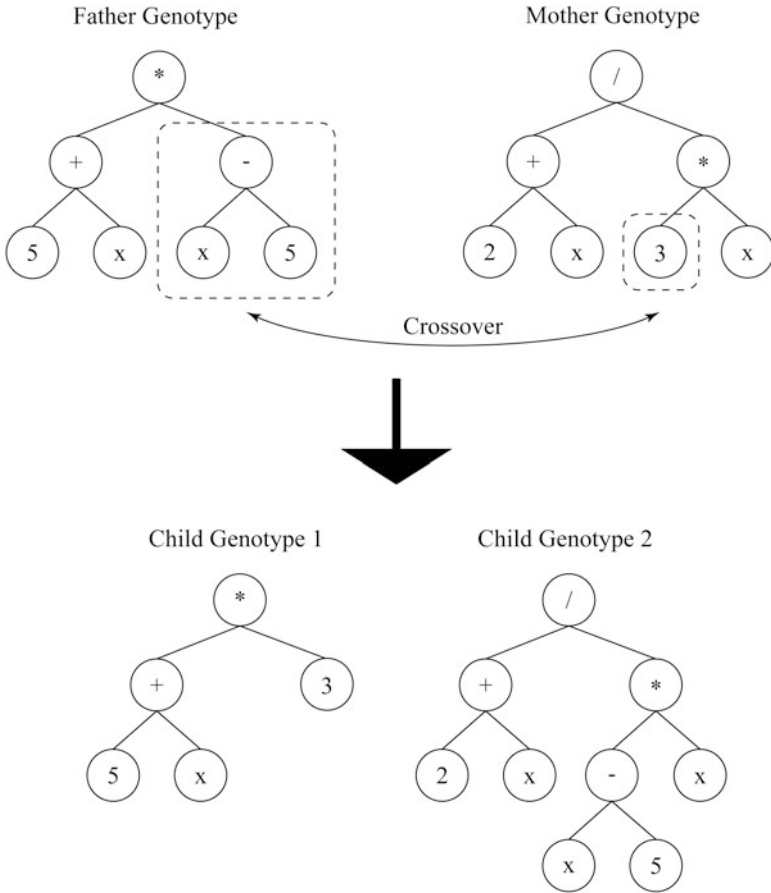 Father Genotype Mother Genotype
* /
+ - + *
5 x x 5 2 x 3 x
Crossover
Child Genotype 1 Child Genotype 2
* /
+ 3 + *
5 x 2 x - x
x 5